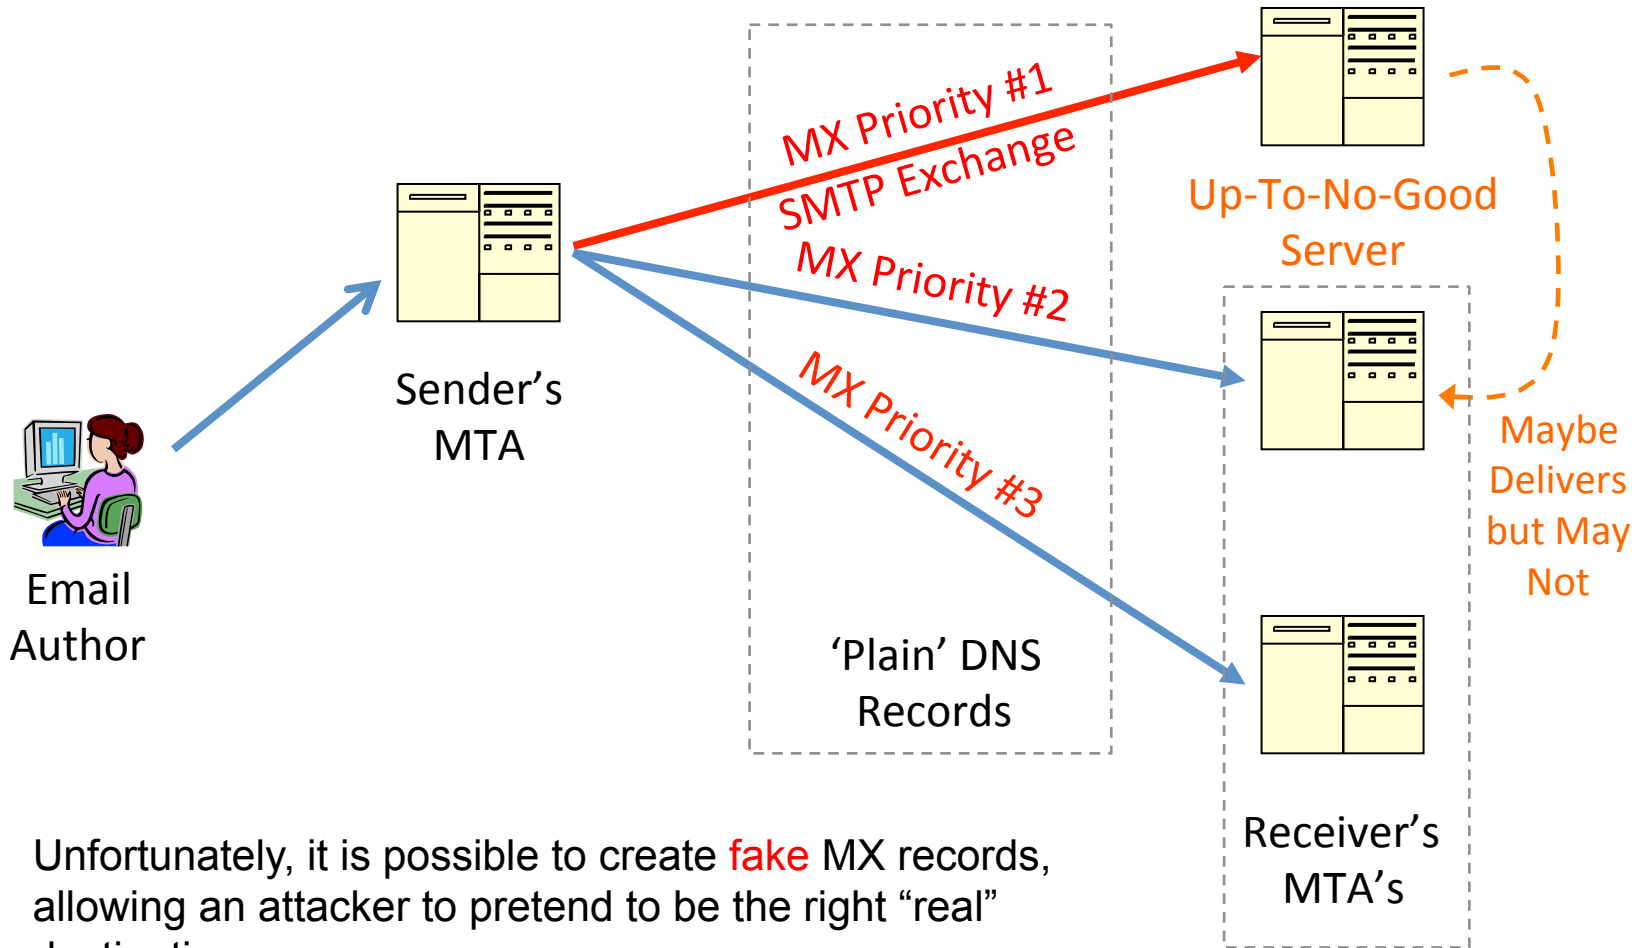 MX Priority #1
SMTP Exchange
MX Priority #2
MX Priority #3
Up-To-No-Good
Server
Sender’s
MTA
Maybe
Delivers
but May
Not
Email
Author
‘Plain’ DNS
Records
Receiver’s
MTA’s
Unfortunately, it is possible to create fake MX records,
allowing an attacker to pretend to be the right “real”